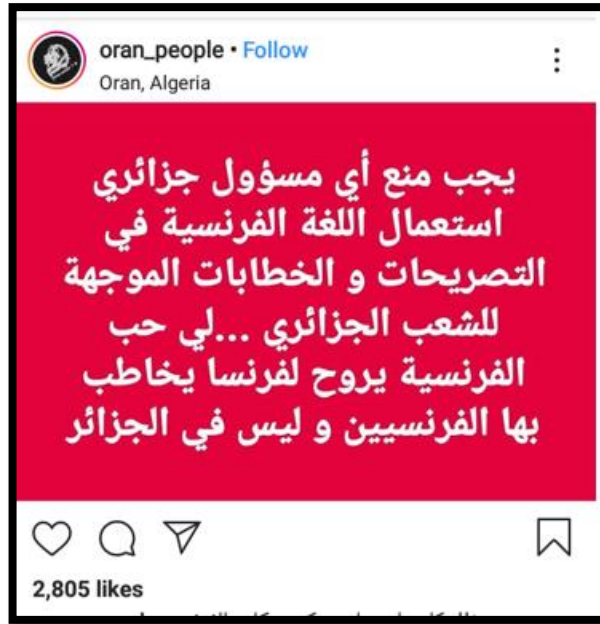 oran_people • Follow
Oran, Algeria
يجب منع أي مسؤول جزائري
استعمال اللغة الفرنسية في
التصريحات و الخطابات الموجهة
للشعب الجزائري ...لي حب
الفرنسية يروح لفرنسا يخاطب
بها الفرنسيين و ليس في الجزائر
2,805 likes